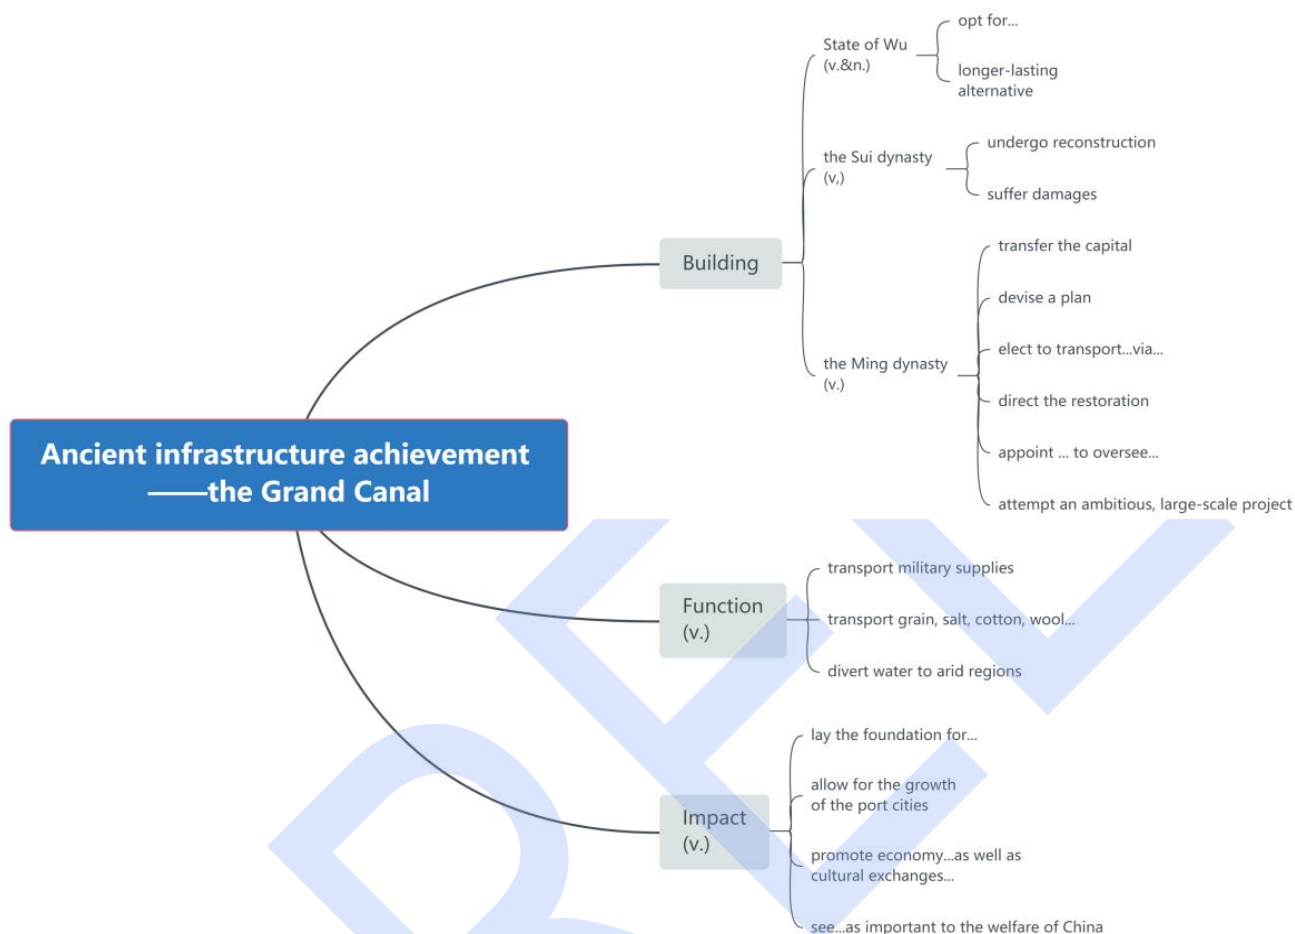 Ancient infrastructure achievement
——the Grand Canal
Building
State of Wu
(v.&n.)
opt for...
longer-lasting
alternative
the Sui dynasty
(v,)
undergo reconstruction
suffer damages
the Ming dynasty
(v.)
transfer the capital
devise a plan
elect to transport...via...
direct the restoration
appoint ... to oversee...
attempt an ambitious, large-scale project
Function
(v.)
transport military supplies
transport grain, salt, cotton, wool...
divert water to arid regions
Impact
(v.)
lay the foundation for...
allow for the growth
of the port cities
promote economy...as well as
cultural exchanges...
see...as important to the welfare of China